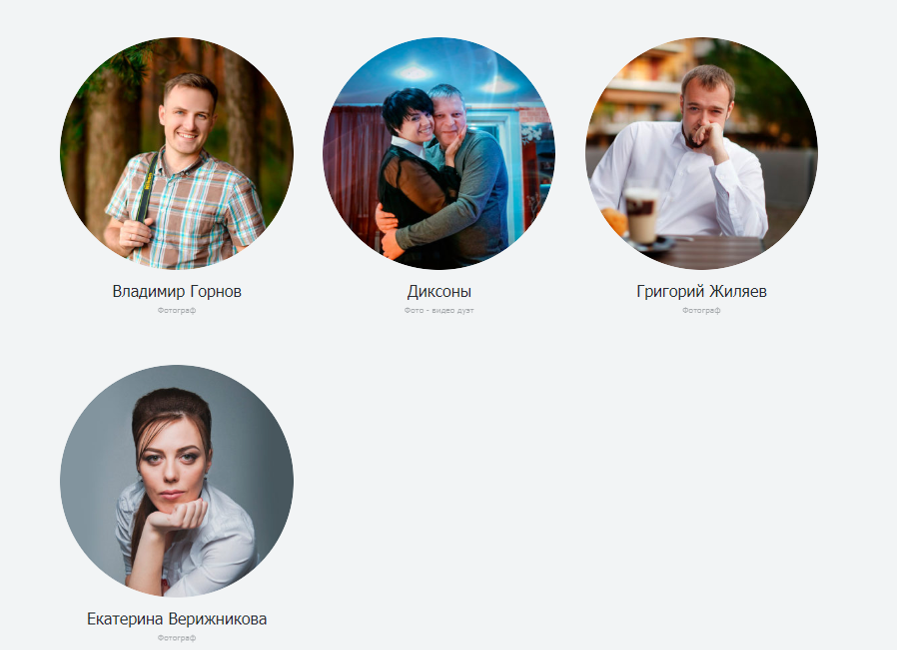 Владимир Горнов
Фотограф
Диксоны
Фото - видео дуэт
Григорий Жиляев
Фотограф
Екатерина Верижникова
Фотограф